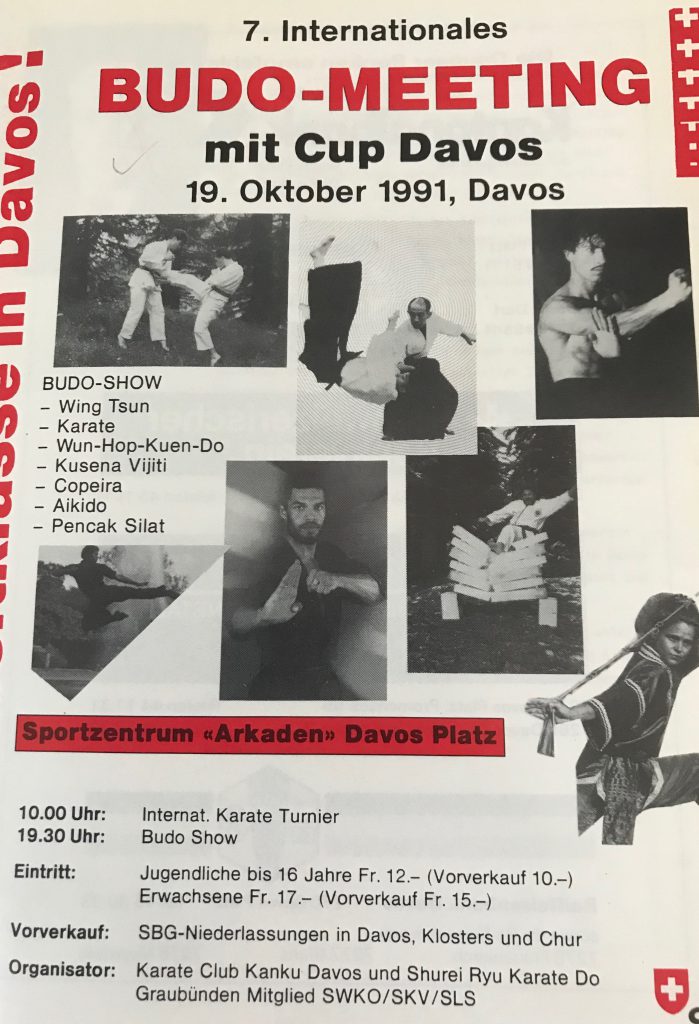 7. Internationales
BUDO-MEETING
mit Cup Davos
19. Oktober 1991, Davos
in Davos!
BUDO-SHOW
– Wing Tsun
– Karate
– Wun-Hop-Kuen-Do
– Kusena Vijiti
– Copeira
– Aikido
– Pencak Silat
Sportzentrum «Arkaden» Davos Platz
10.00 Uhr: Internat. Karate Turnier
19.30 Uhr: Budo Show
Eintritt: Jugendliche bis 16 Jahre Fr. 12.– (Vorverkauf 10.–)
Erwachsene Fr. 17.– (Vorverkauf Fr. 15.–)
Vorverkauf: SBG-Niederlassungen in Davos, Klosters und Chur
Organisator: Karate Club Kanku Davos und Shurei Ryu Karate Do
Graubünden Mitglied SWKO/SKV/SLS